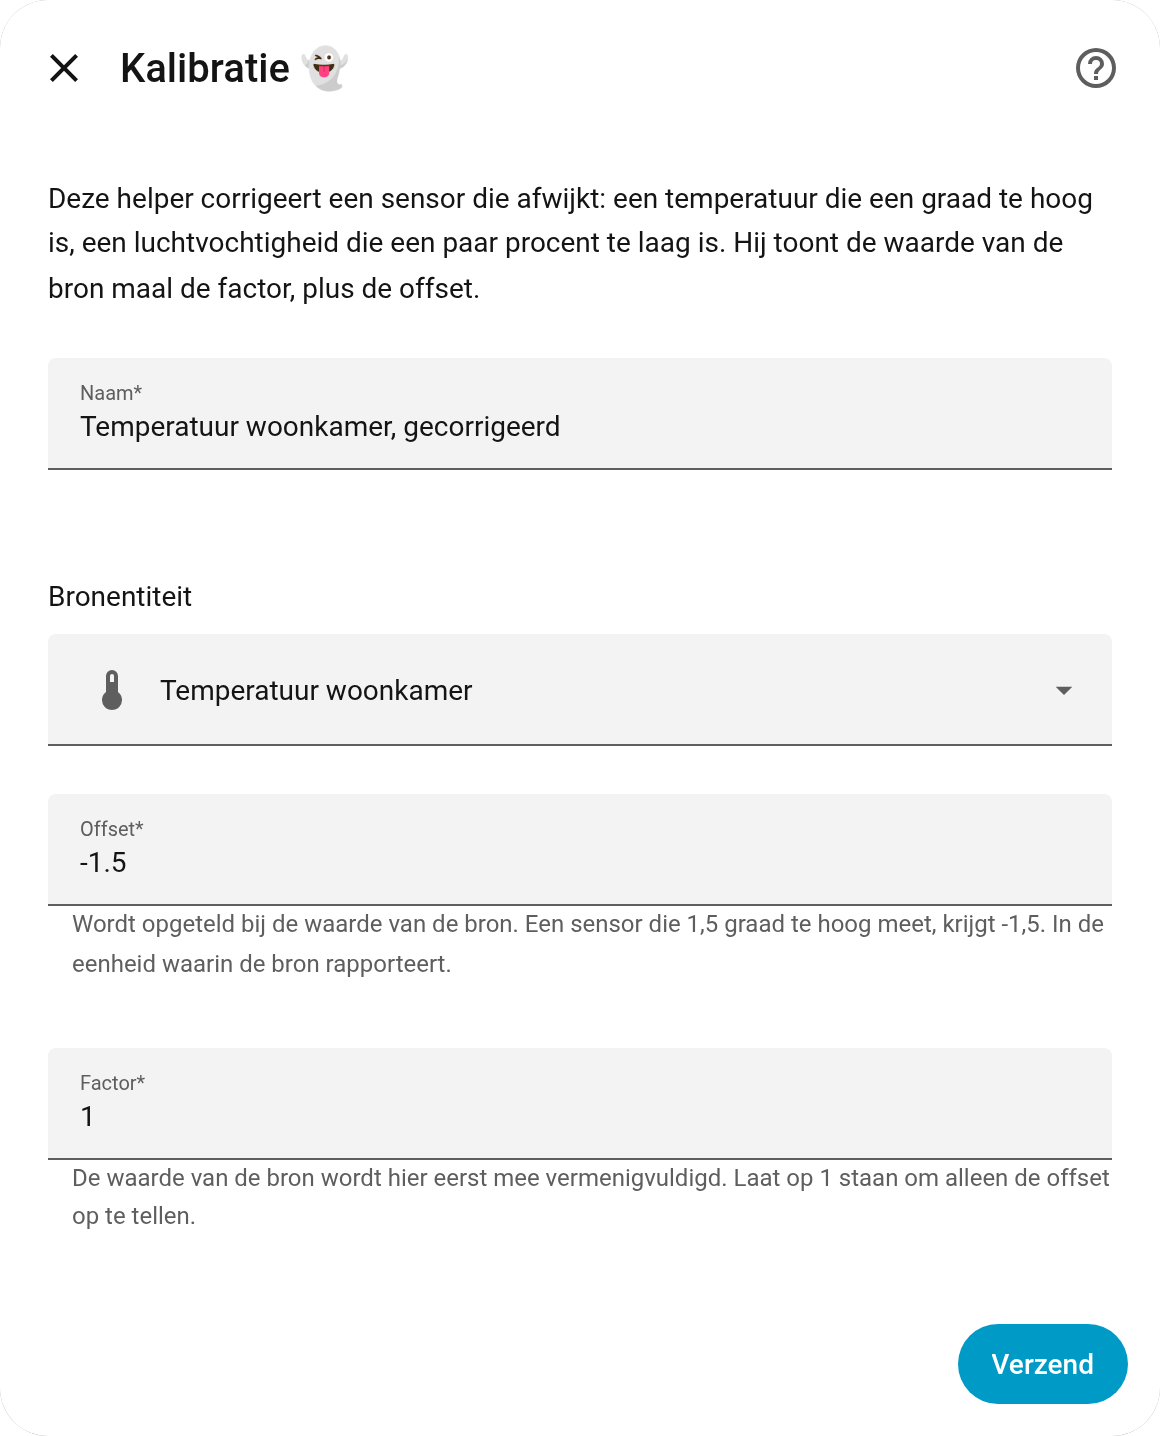 Kalibratie 👻
Deze helper corrigeert een sensor die afwijkt: een temperatuur die een graad te hoog
is, een luchtvochtigheid die een paar procent te laag is. Hij toont de waarde van de
bron maal de factor, plus de offset.
Naam*
Temperatuur woonkamer, gecorrigeerd
Bronentiteit
Temperatuur woonkamer
Offset*
-1.5
Wordt opgeteld bij de waarde van de bron. Een sensor die 1,5 graad te hoog meet, krijgt -1,5. In de
eenheid waarin de bron rapporteert.
Factor*
1
De waarde van de bron wordt hier eerst mee vermenigvuldigd. Laat op 1 staan om alleen de offset
op te tellen.
Verzend